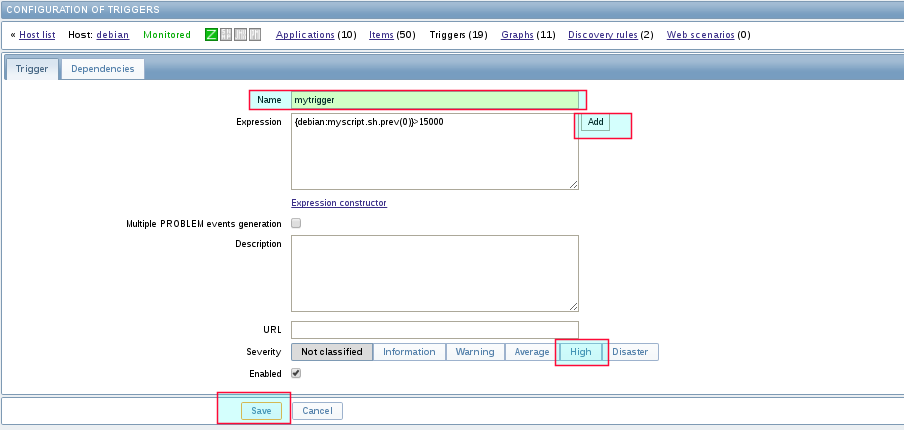 CONFIGURATION OF TRIGGERS
« Host list Host: debian Monitored Z Applications (10) Items (50) Triggers (19) Graphs (11) Discovery rules (2) Web scenarios (0)
Trigger Dependencies
Name mytrigger
Expression {debian:myscript.sh.prev(0)}>15000 Add
Expression constructor
Multiple PROBLEM events generation
Description
URL
Severity Not classified Information Warning Average High Disaster
Enabled
Save Cancel